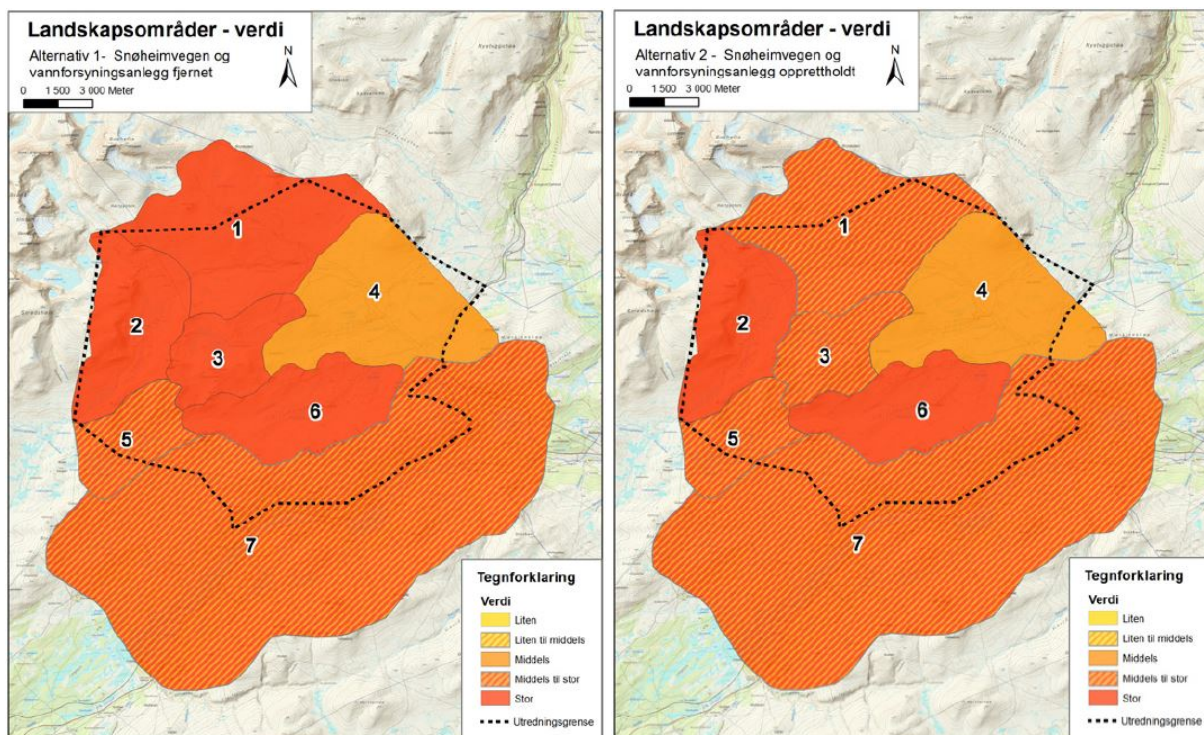 Landskapsområder - verdi
Alternativ 1- Snøheimvegen og
vannforsyningsanlegg fjernet
N
0 1 500 3 000 Meter
1
2
3
4
5
6
7
Tegnforklaring
Verdi
Liten
Liten til middels
Middels
Middels til stor
Stor
Utredningsgrense
Landskapsområder - verdi
Alternativ 2 - Snøheimvegen og
vannforsyningsanlegg opprettholdt
N
0 1 500 3 000 Meter
1
2
3
4
5
6
7
Tegnforklaring
Verdi
Liten
Liten til middels
Middels
Middels til stor
Stor
Utredningsgrense